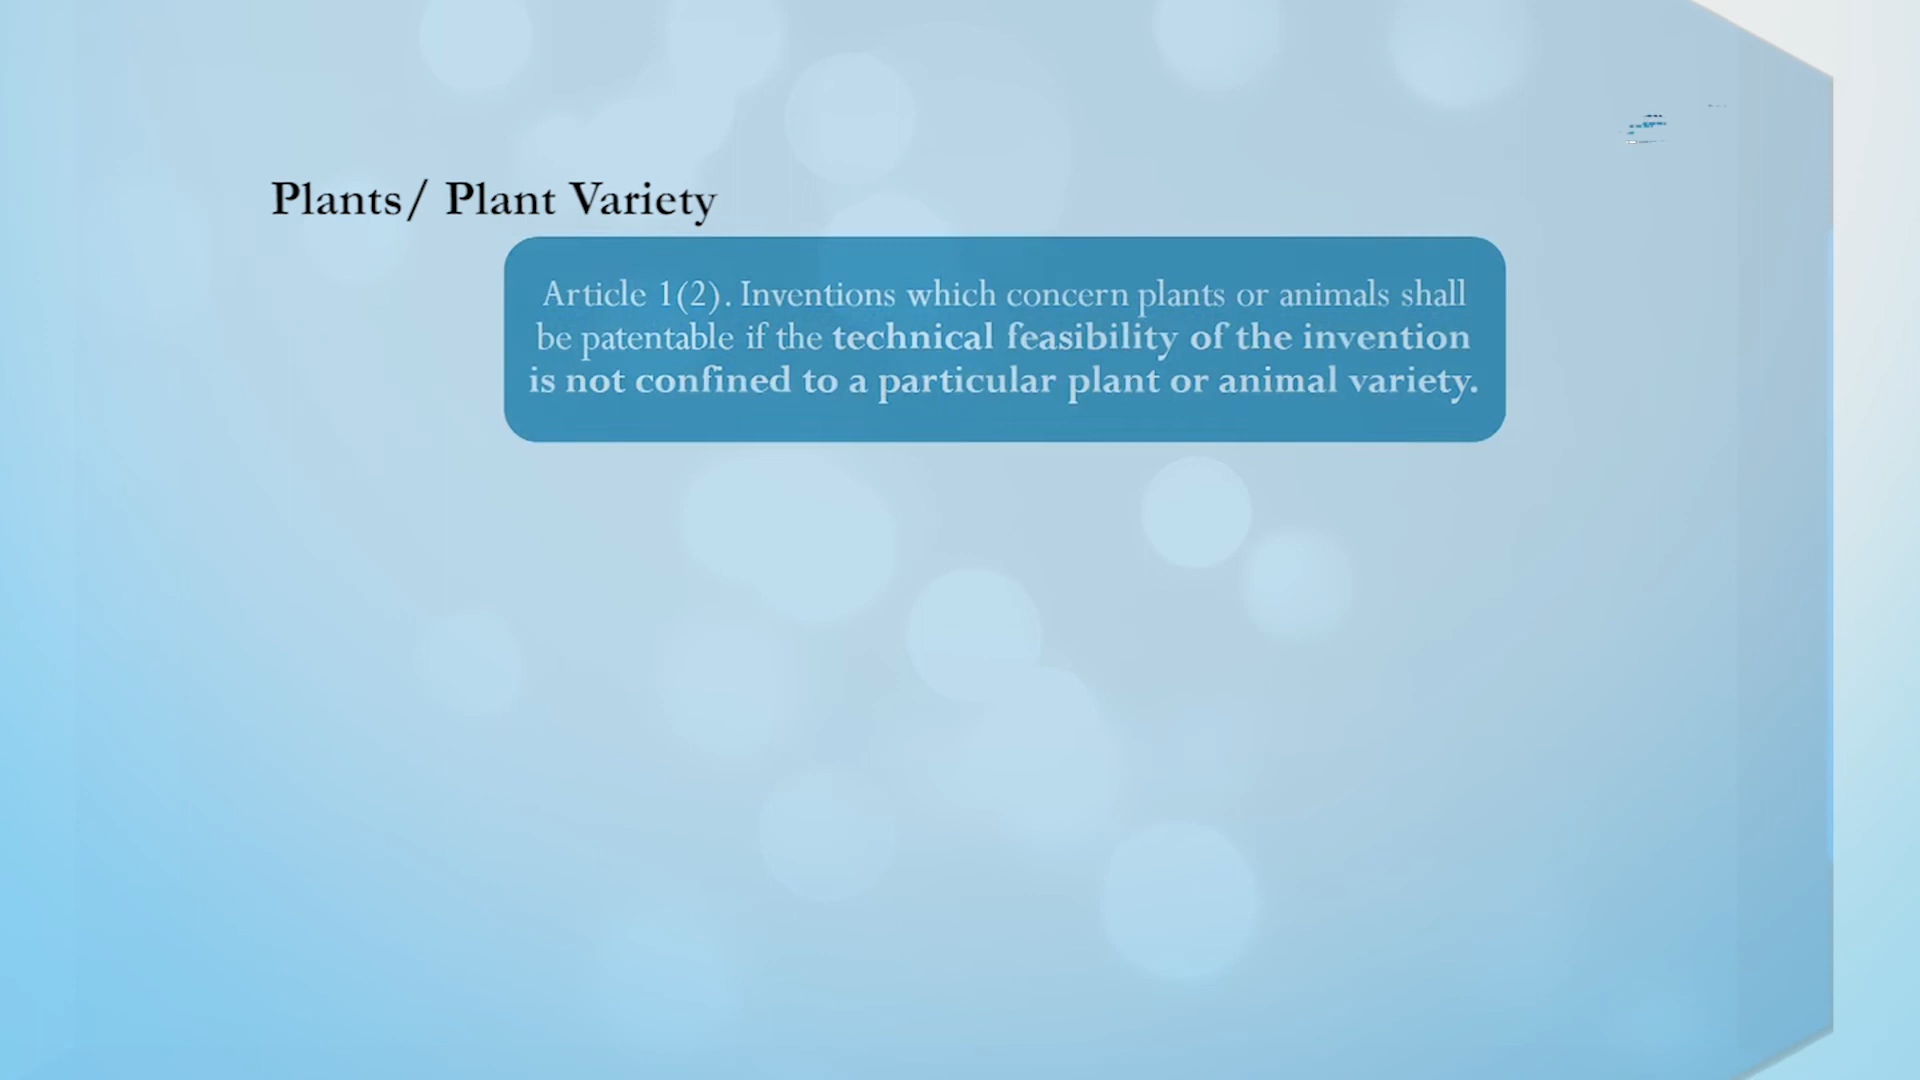 Plants/ Plant Variety
Article 1(2). Inventions which concern plants or animals shall
be patentable if the technical feasibility of the invention
is not confined to a particular plant or animal variety.